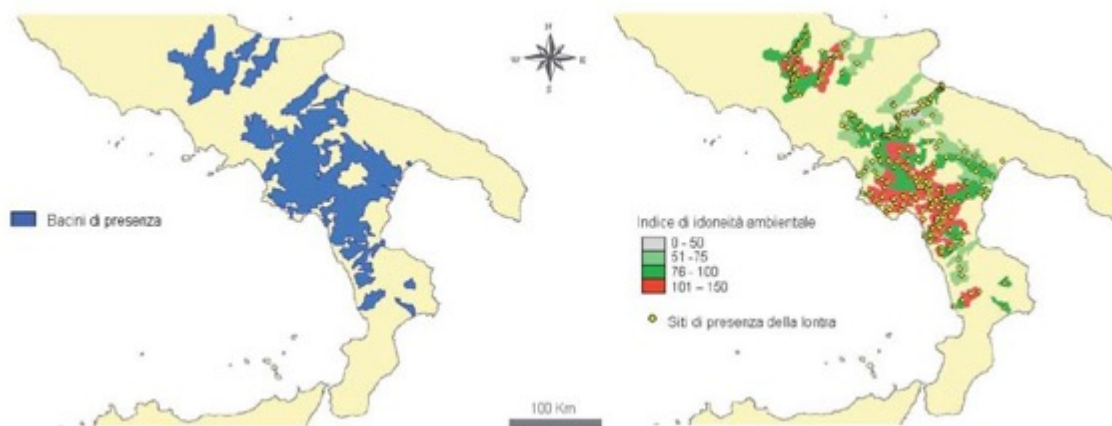 N
W E
S
Bacini di presenza
Indice di idoneità ambientale
0 - 50
51 -75
76 - 100
101 – 150
Siti di presenza della lontra
100 Km